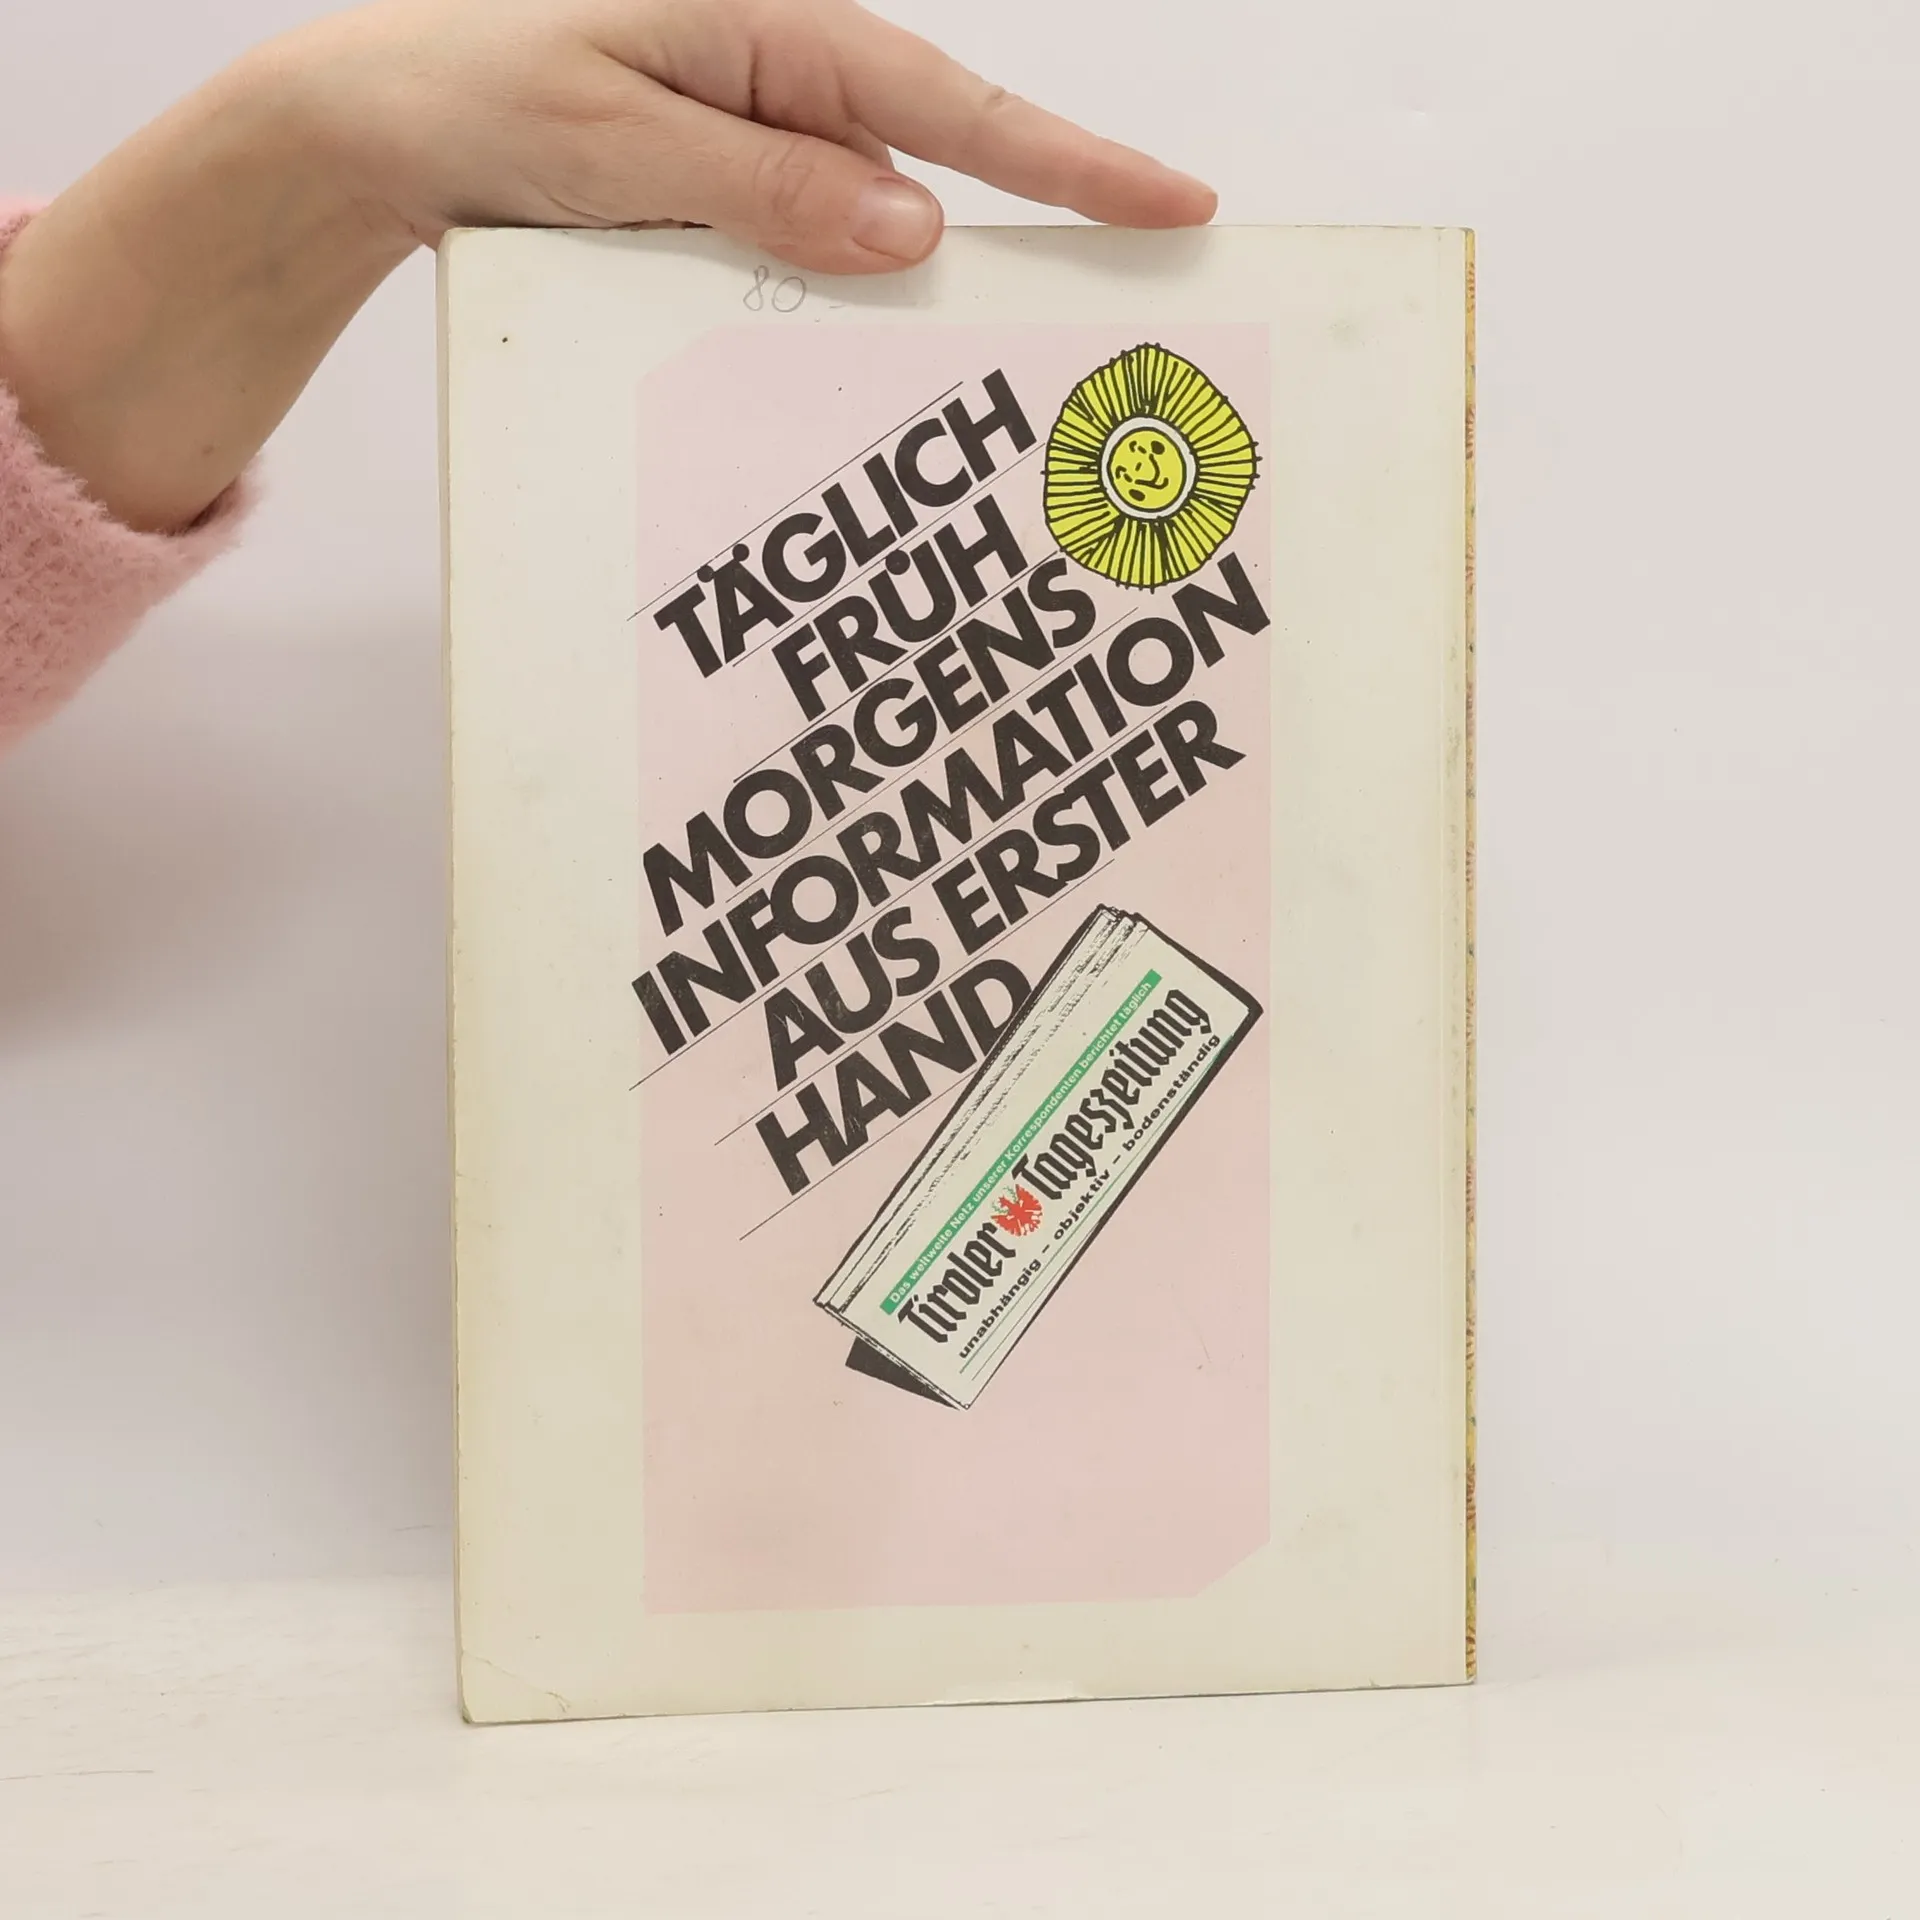 80.-
TÄGLICH
FRÜH
MORGENS
INFORMATION
AUS ERSTER
HAND
Das weltweite Netz unserer Korrespondenten berichtet täglich
Tiroler Tageszeitung
unabhängig – objektiv – bodenständig